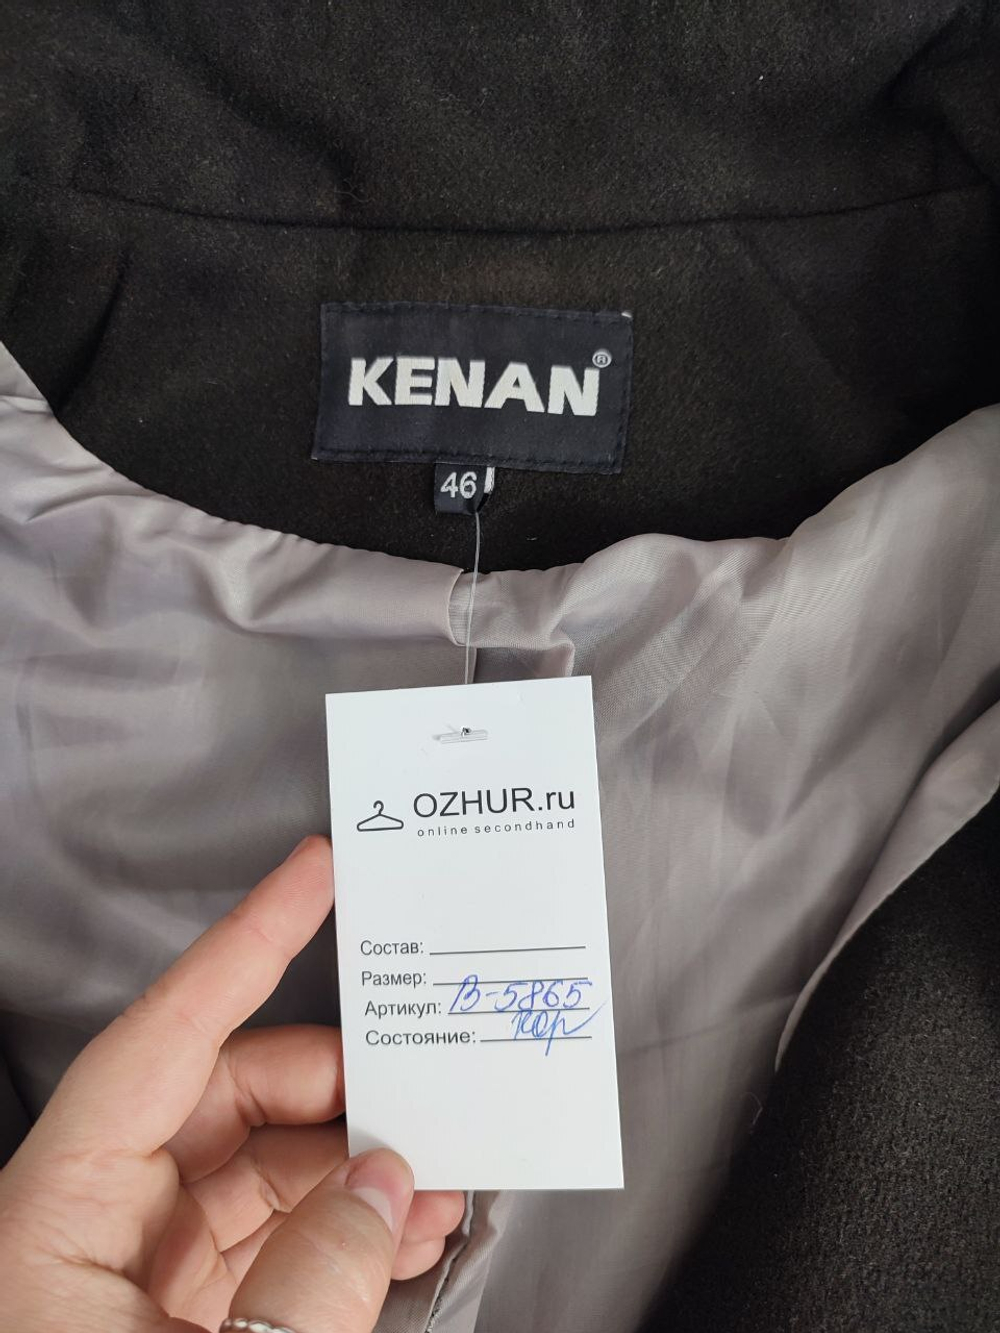 KENAN®
46
OZHUR.ru
online secondhand
Состав:
Размер:
Артикул: В-5865
Состояние: хор